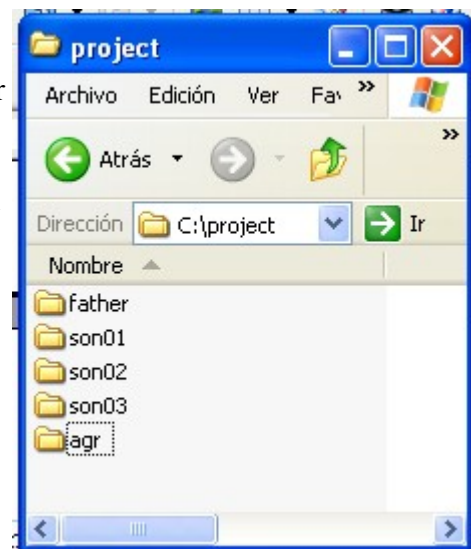 project
Archivo Edición Ver Fav »
Atrás »
Dirección C:\project Ir
Nombre
father
son01
son02
son03
agr